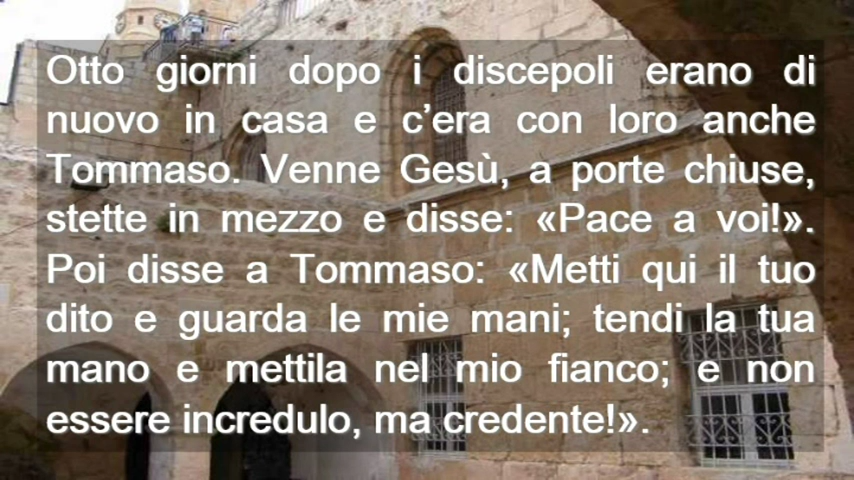 Otto giorni dopo i discepoli erano di
nuovo in casa e c’era con loro anche
Tommaso. Venne Gesù, a porte chiuse,
stette in mezzo e disse: «Pace a voi!».
Poi disse a Tommaso: «Metti qui il tuo
dito e guarda le mie mani; tendi la tua
mano e mettila nel mio fianco; e non
essere incredulo, ma credente!».